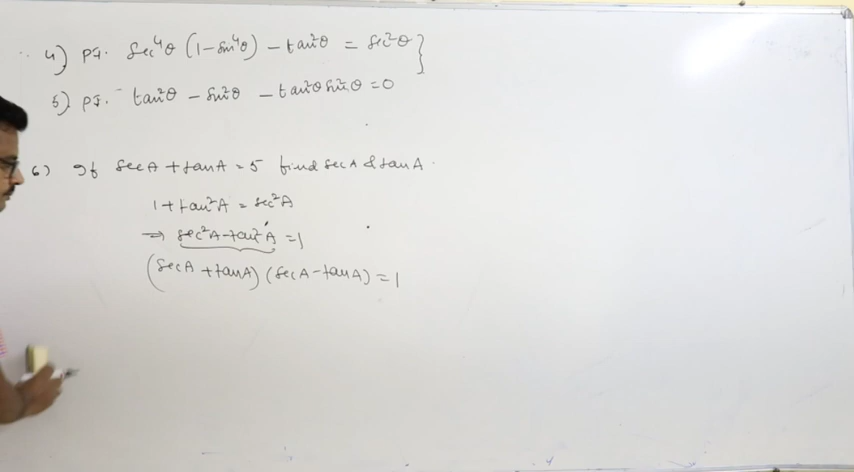 4) PT. sec⁴θ (1-sin⁴θ) - tan²θ = sec²θ }
5) PT. tan²θ - sin²θ - tan²θ sin²θ = 0
6) If secA + tanA = 5 find secA & tanA.
1 + tan²A = sec²A
⇒ sec²A - tan²A = 1
(secA + tanA) (secA - tanA) = 1